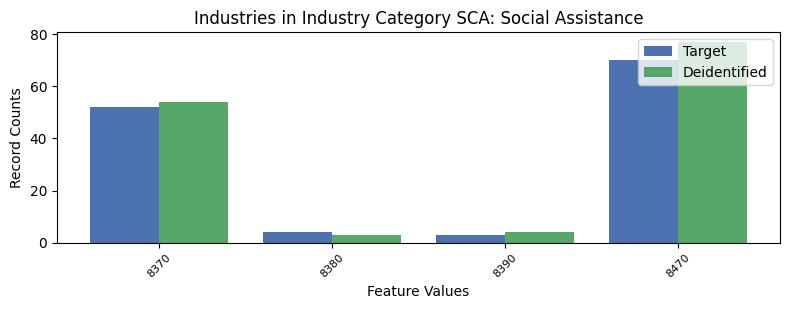 Industries in Industry Category SCA: Social Assistance
Target
Deidentified
Record Counts
80
60
40
20
0
8370
8380
8390
8470
Feature Values